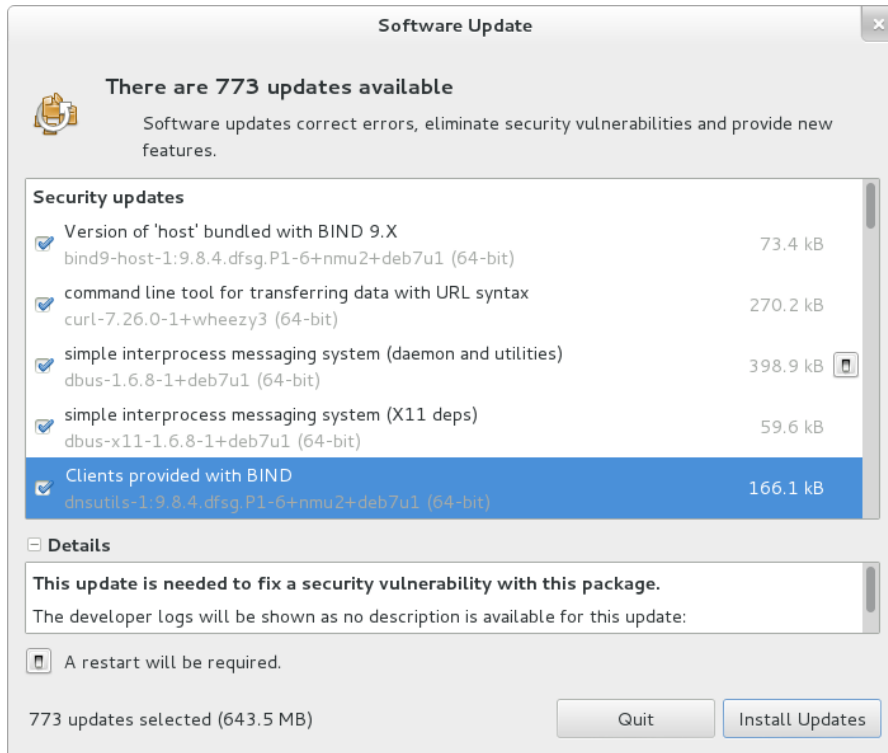 Software Update
There are 773 updates available
Software updates correct errors, eliminate security vulnerabilities and provide new
features.
Security updates
Version of 'host' bundled with BIND 9.X
73.4 kB
bind9-host-1:9.8.4.dfsg.P1-6+nmu2+deb7u1 (64-bit)
command line tool for transferring data with URL syntax
270.2 kB
curl-7.26.0-1+wheezy3 (64-bit)
simple interprocess messaging system (daemon and utilities)
398.9 kB
dbus-1.6.8-1+deb7u1 (64-bit)
simple interprocess messaging system (X11 deps)
59.6 kB
dbus-x11-1.6.8-1+deb7u1 (64-bit)
Clients provided with BIND
166.1 kB
dnsutils-1:9.8.4.dfsg.P1-6+nmu2+deb7u1 (64-bit)
Details
This update is needed to fix a security vulnerability with this package.
The developer logs will be shown as no description is available for this update:
A restart will be required.
773 updates selected (643.5 MB)
Quit
Install Updates